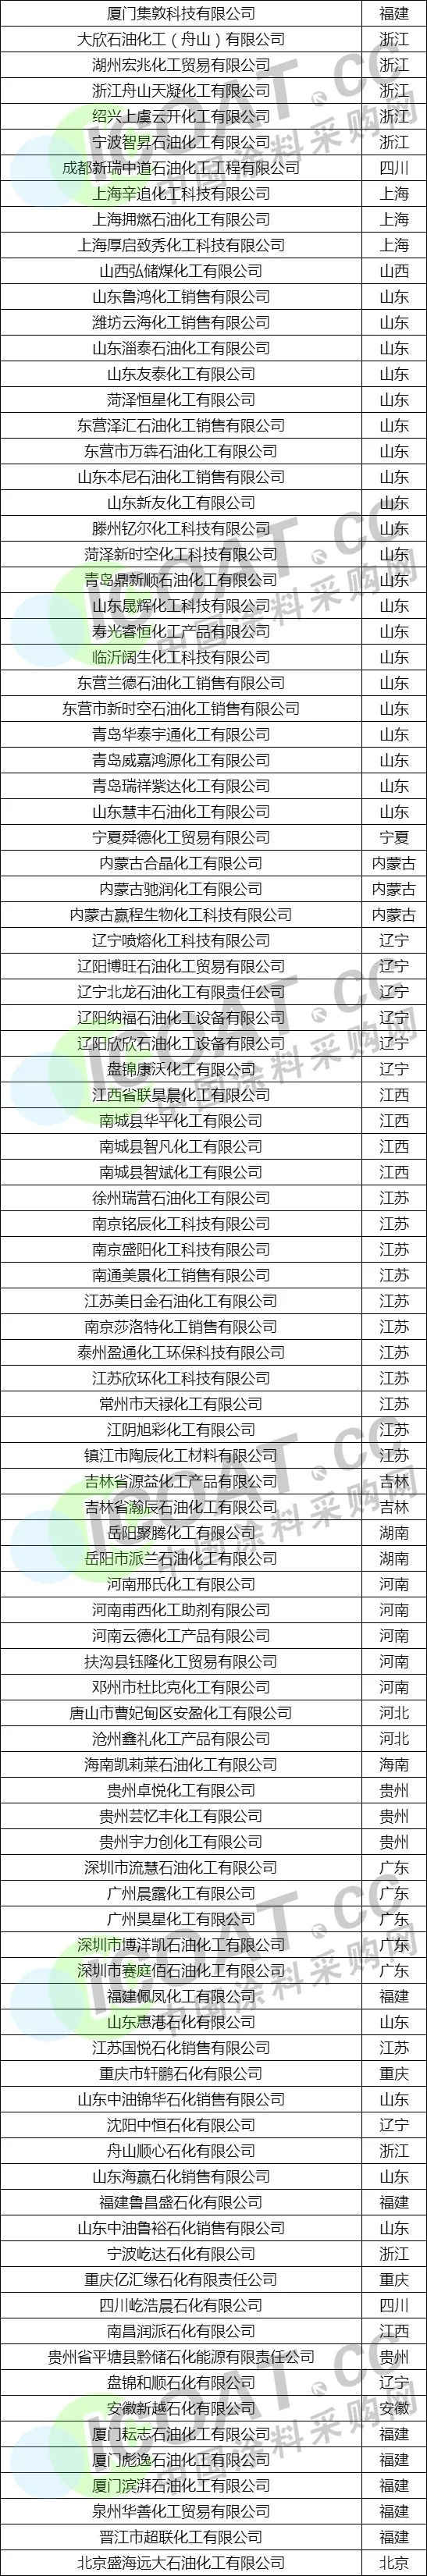 厦门集敦科技有限公司 福建
大欣石油化工（舟山）有限公司 浙江
湖州宏兆化工贸易有限公司 浙江
浙江舟山天凝化工有限公司 浙江
绍兴上虞云开化工有限公司 浙江
宁波智昇石油化工有限公司 浙江
成都新瑞中道石油化工工程有限公司 四川
上海辛追化工科技有限公司 上海
上海拥燃石油化工有限公司 上海
上海厚启致秀化工科技有限公司 上海
山西弘储煤化工有限公司 山西
山东鲁鸿化工销售有限公司 山东
潍坊云海化工销售有限公司 山东
山东淄泰石油化工有限公司 山东
山东友泰化工有限公司 山东
菏泽恒星化工有限公司 山东
东营泽汇石油化工销售有限公司 山东
东营市万犇石油化工有限公司 山东
山东本尼石油化工销售有限公司 山东
山东新友化工有限公司 山东
滕州钇尔化工科技有限公司 山东
菏泽新时空化工科技有限公司 山东
青岛鼎新顺石油化工有限公司 山东
山东晟辉化工科技有限公司 山东
寿光睿恒化工产品有限公司 山东
临沂阔生化工科技有限公司 山东
东营兰德石油化工销售有限公司 山东
东营市新时空石油化工销售有限公司 山东
青岛华泰宇通化工有限公司 山东
青岛威嘉鸿源化工有限公司 山东
青岛瑞祥紫达化工有限公司 山东
山东慧丰石油化工有限公司 山东
宁夏舜德化工贸易有限公司 宁夏
内蒙古合晶化工有限公司 内蒙古
内蒙古驰润化工有限公司 内蒙古
内蒙古赢程生物化工科技有限公司 内蒙古
辽宁喷熔化工科技有限公司 辽宁
辽阳博旺石油化工贸易有限公司 辽宁
辽宁北龙石油化工有限责任公司 辽宁
辽阳纳福石油化工设备有限公司 辽宁
辽阳欣欣石油化工设备有限公司 辽宁
盘锦康沃化工有限公司 辽宁
江西省联昊晨化工有限公司 江西
南城县华平化工有限公司 江西
南城县智凡化工有限公司 江西
南城县智斌化工有限公司 江西
徐州瑞营石油化工有限公司 江苏
南京铭辰化工科技有限公司 江苏
南京盛阳化工科技有限公司 江苏
南通美景化工销售有限公司 江苏
江苏美日金石油化工有限公司 江苏
南京莎洛特化工销售有限公司 江苏
泰州盈通化工环保科技有限公司 江苏
江苏欣环化工科技有限公司 江苏
常州市天禄化工有限公司 江苏
江阴旭彩化工有限公司 江苏
镇江市陶辰化工材料有限公司 江苏
吉林省源益化工产品有限公司 吉林
吉林省瀚辰石油化工有限公司 吉林
岳阳聚腾化工有限公司 湖南
岳阳市派兰石油化工有限公司 湖南
河南邢氏化工有限公司 河南
河南甫西化工助剂有限公司 河南
河南云德化工产品有限公司 河南
扶沟县钰隆化工贸易有限公司 河南
邓州市杜比克化工有限公司 河南
唐山市曹妃甸区安盈化工有限公司 河北
沧州鑫礼化工产品有限公司 河北
海南凯莉莱石油化工有限公司 海南
贵州卓悦化工有限公司 贵州
贵州芸忆丰化工有限公司 贵州
贵州宇力创化工有限公司 贵州
深圳市流慧石油化工有限公司 广东
广州晨露化工有限公司 广东
广州昊星化工有限公司 广东
深圳市博洋凯石油化工有限公司 广东
深圳市赛庭佰石油化工有限公司 广东
福建佩凤化工有限公司 福建
山东惠港石化有限公司 山东
江苏国悦石化销售有限公司 江苏
重庆市轩鹏石化有限公司 重庆
山东中油锦华石化销售有限公司 山东
沈阳中恒石化有限公司 辽宁
舟山顺心石化有限公司 浙江
山东海赢石化销售有限公司 山东
福建鲁昌盛石化有限公司 福建
山东中油鲁裕石化销售有限公司 山东
宁波屹达石化有限公司 浙江
重庆亿汇缘石化有限责任公司 重庆
四川屹浩晨石化有限公司 四川
南昌润派石化有限公司 江西
贵州省平塘县黔储石化能源有限责任公司 贵州
盘锦和顺石化有限公司 辽宁
安徽新越石化有限公司 安徽
厦门耘志石油化工有限公司 福建
厦门彪逸石油化工有限公司 福建
厦门滨湃石油化工有限公司 福建
泉州华善化工贸易有限公司 福建
晋江市超联化工有限公司 福建
北京盛海远大石油化工有限公司 北京
ICOAT.CC
中国涂料采购网
ICOAT.CC
中国涂料采购网
ICOAT.CC
中国涂料采购网
ICOAT.CC
中国涂料采购网
ICOAT.CC
中国涂料采购网
ICOAT.CC
中国涂料采购网